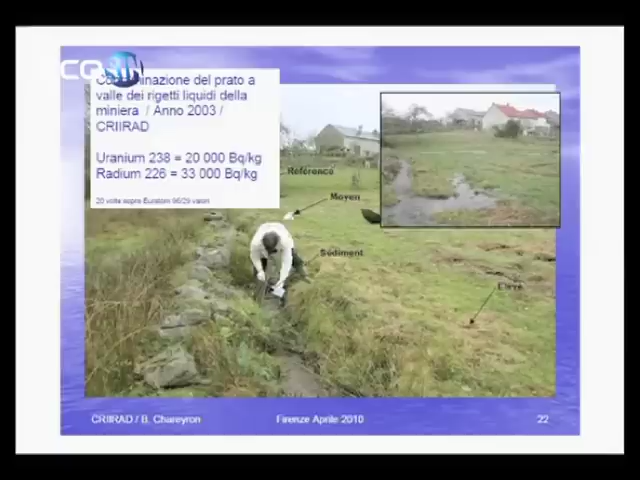 Contaminazione del prato a
valle dei rigetti liquidi della
miniera / Anno 2003 /
CRIIRAD
Uranium 238 = 20 000 Bq/kg
Radium 226 = 33 000 Bq/kg
20 volte sopra Euratom 96/29 valori
Référence
Moyen
Sédiment
Elevé
CRIIRAD / B. Chareyron
Firenze Aprile 2010
22